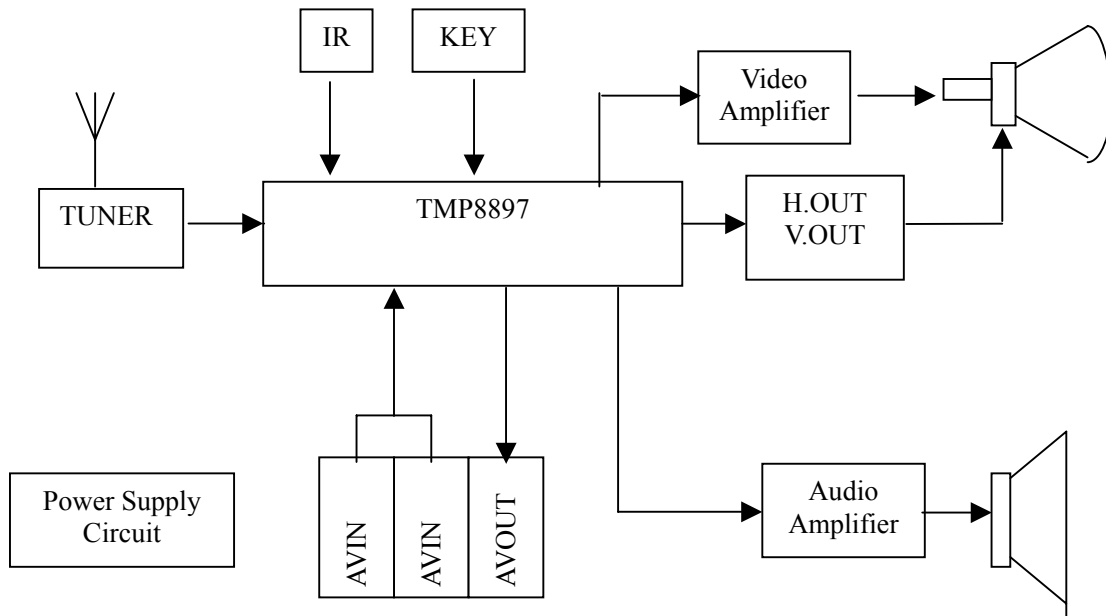 IR
KEY
Video
Amplifier
TUNER
TMP8897
H.OUT
V.OUT
Power Supply
Circuit
AVIN
AVIN
AVOUT
Audio
Amplifier